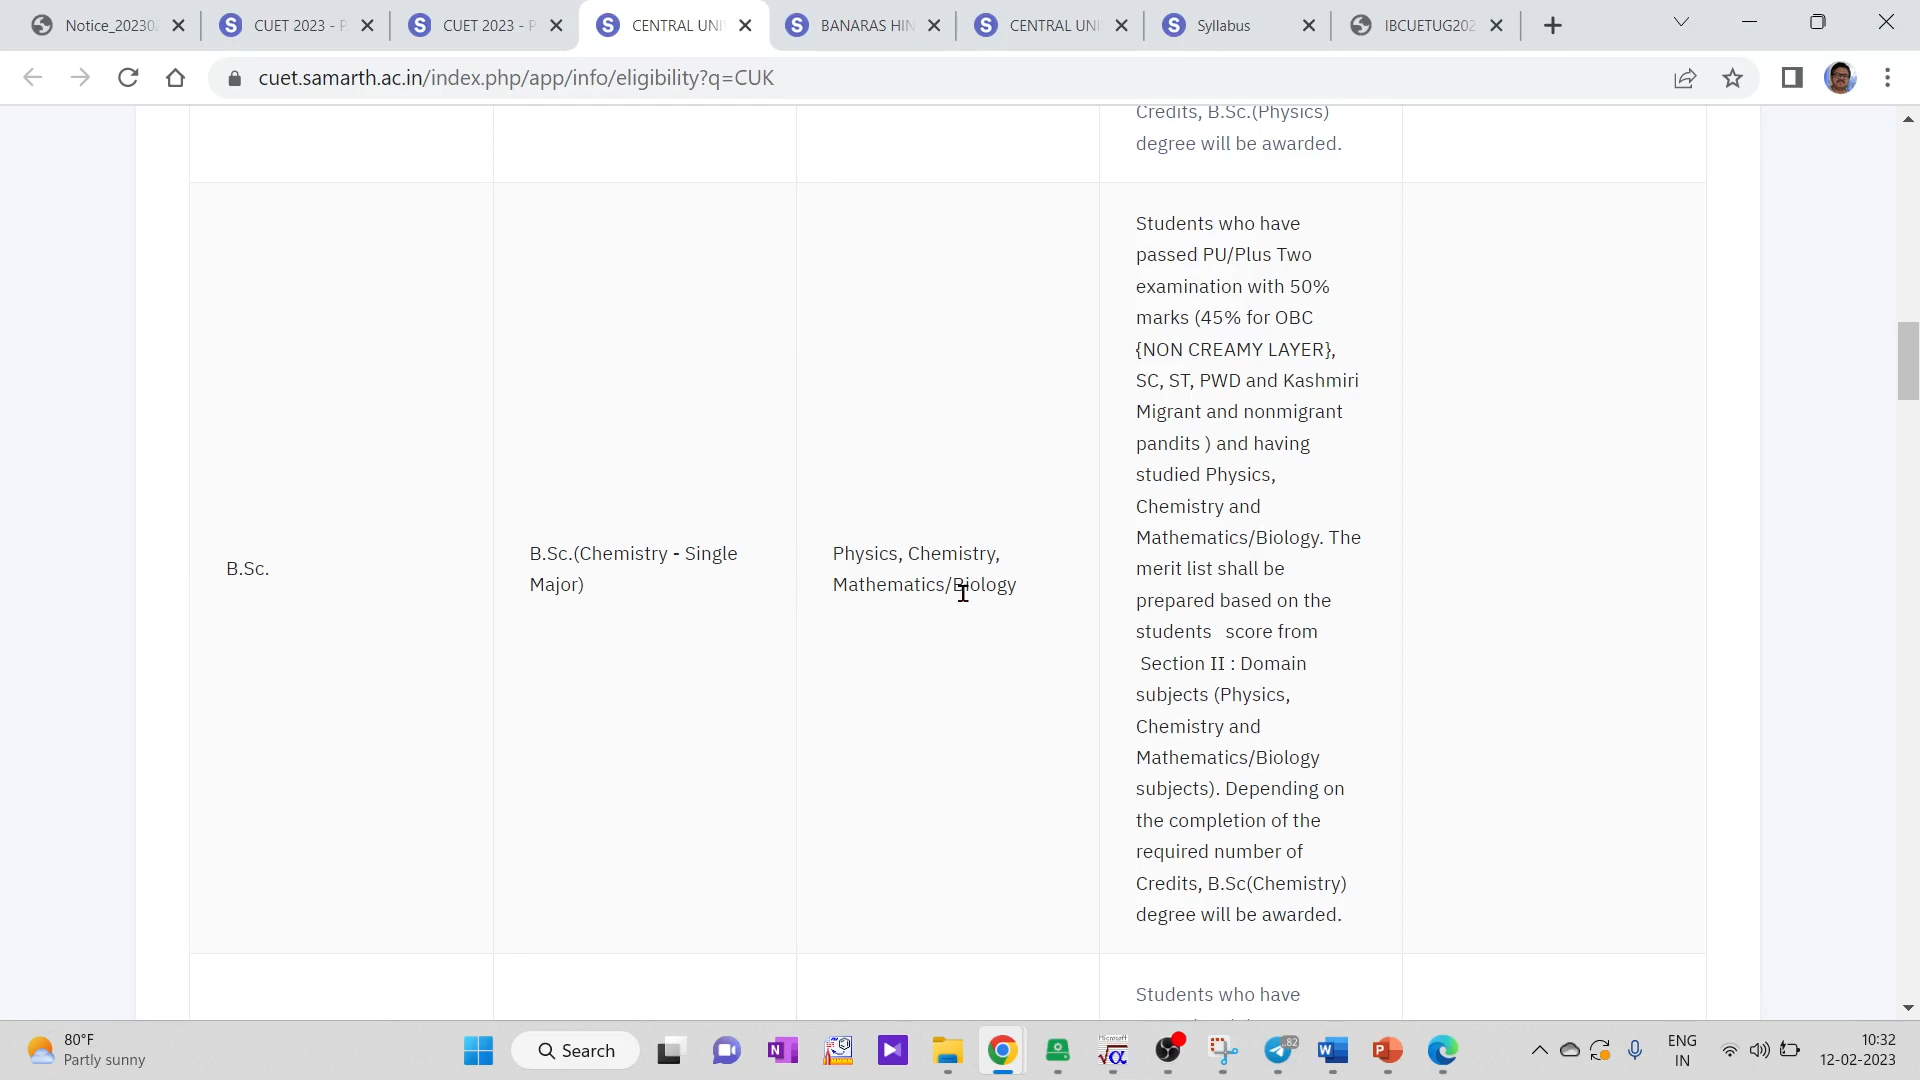 Notice_20230
CUET 2023 - P
CUET 2023 - P
CENTRAL UNI
BANARAS HIN
CENTRAL UNI
Syllabus
IBCUETUG202
cuet.samarth.ac.in/index.php/app/info/eligibility?q=CUK
Credits, B.Sc.(Physics)
degree will be awarded.
B.Sc.
B.Sc.(Chemistry - Single
Major)
Physics, Chemistry,
Mathematics/Biology
Students who have
passed PU/Plus Two
examination with 50%
marks (45% for OBC
{NON CREAMY LAYER},
SC, ST, PWD and Kashmiri
Migrant and nonmigrant
pandits ) and having
studied Physics,
Chemistry and
Mathematics/Biology. The
merit list shall be
prepared based on the
students score from
Section II : Domain
subjects (Physics,
Chemistry and
Mathematics/Biology
subjects). Depending on
the completion of the
required number of
Credits, B.Sc(Chemistry)
degree will be awarded.
Students who have
80°F
Partly sunny
Search
Microsoft
82
ENG
IN
10:32
12-02-2023